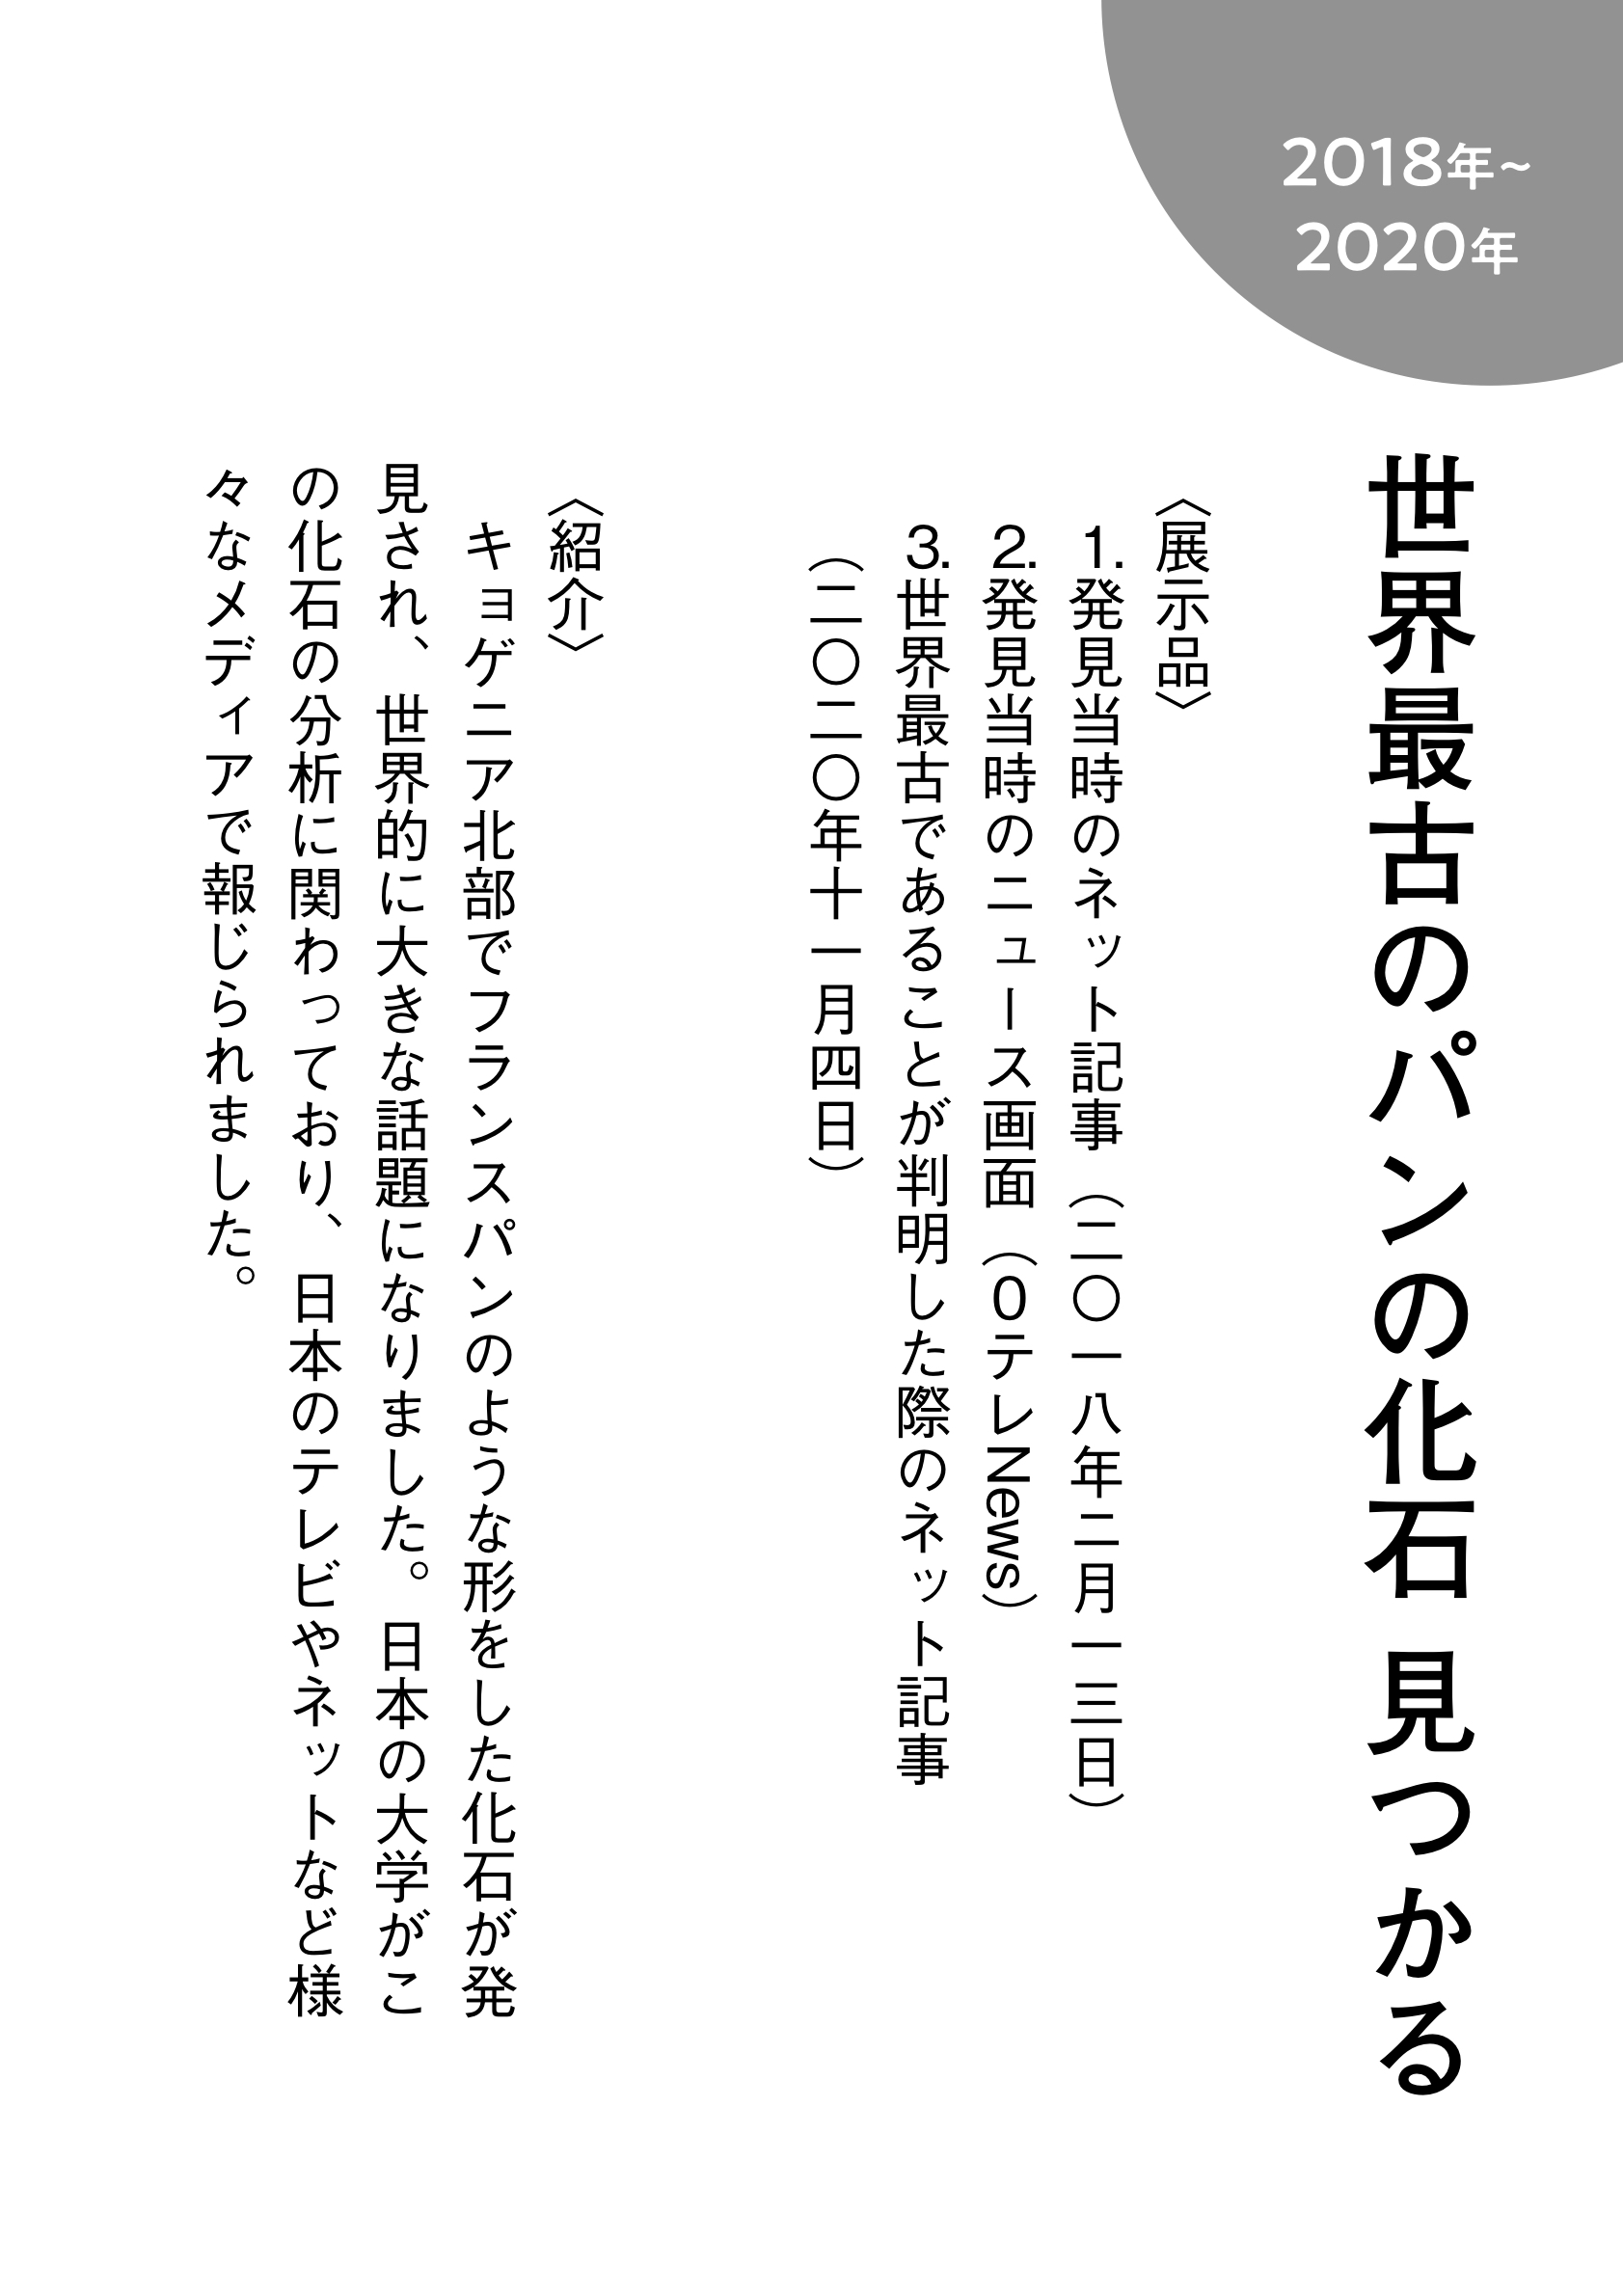 2018年~
2020年
世界最古のパンの化石 見つかる
〈展示品〉
1. 発見当時のネット記事（二〇一八年二月一三日）
2. 発見当時のニュース画面（0テレNews）
3. 世界最古であることが判明した際のネット記事
（二〇二〇年十一月四日）
〈紹介〉
キョゲニア北部でフランスパンのような形をした化石が発
見され、世界的に大きな話題になりました。日本の大学がこ
の化石の分析に関わっており、日本のテレビやネットなど様
々なメディアで報じられました。